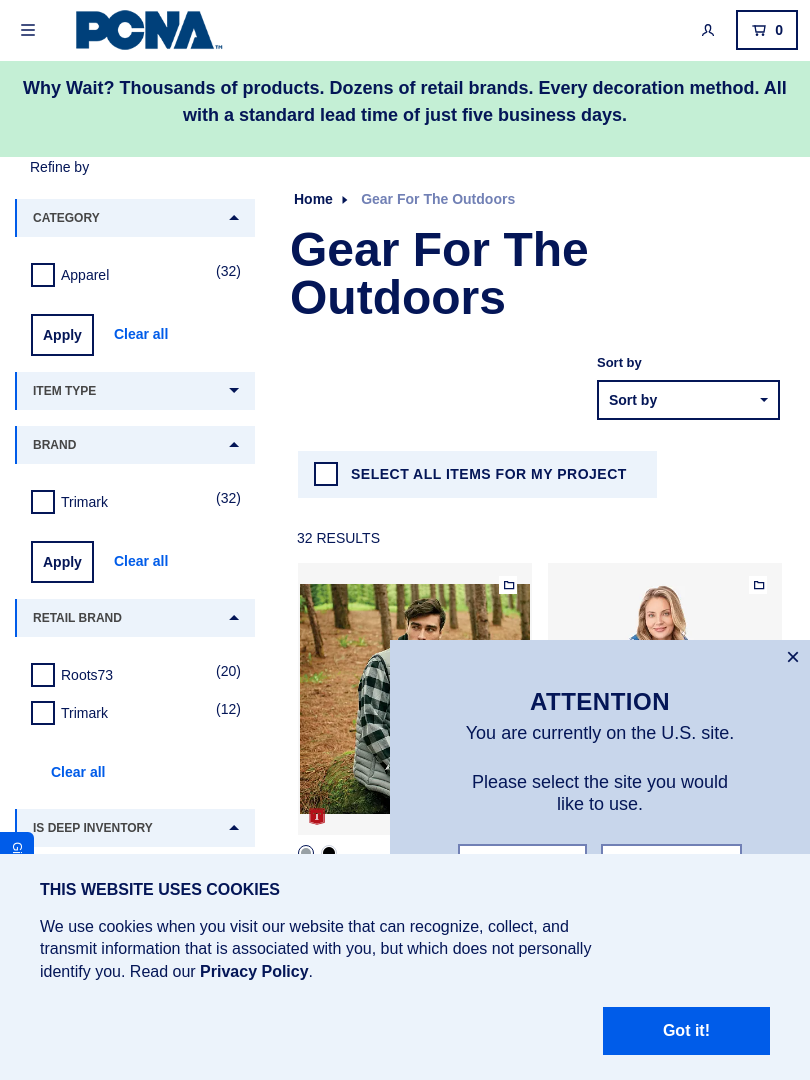 PCNA™
0
Why Wait? Thousands of products. Dozens of retail brands. Every decoration method. All
with a standard lead time of just five business days.
Refine by
Home
Gear For The Outdoors
CATEGORY
Gear For The
Outdoors
Apparel
(32)
Apply
Clear all
Sort by
Sort by
ITEM TYPE
BRAND
SELECT ALL ITEMS FOR MY PROJECT
Trimark
(32)
32 RESULTS
Apply
Clear all
RETAIL BRAND
Roots73
(20)
Trimark
(12)
Clear all
IS DEEP INVENTORY
ATTENTION
You are currently on the U.S. site.
Please select the site you would
like to use.
THIS WEBSITE USES COOKIES
We use cookies when you visit our website that can recognize, collect, and
transmit information that is associated with you, but which does not personally
identify you. Read our Privacy Policy.
Got it!